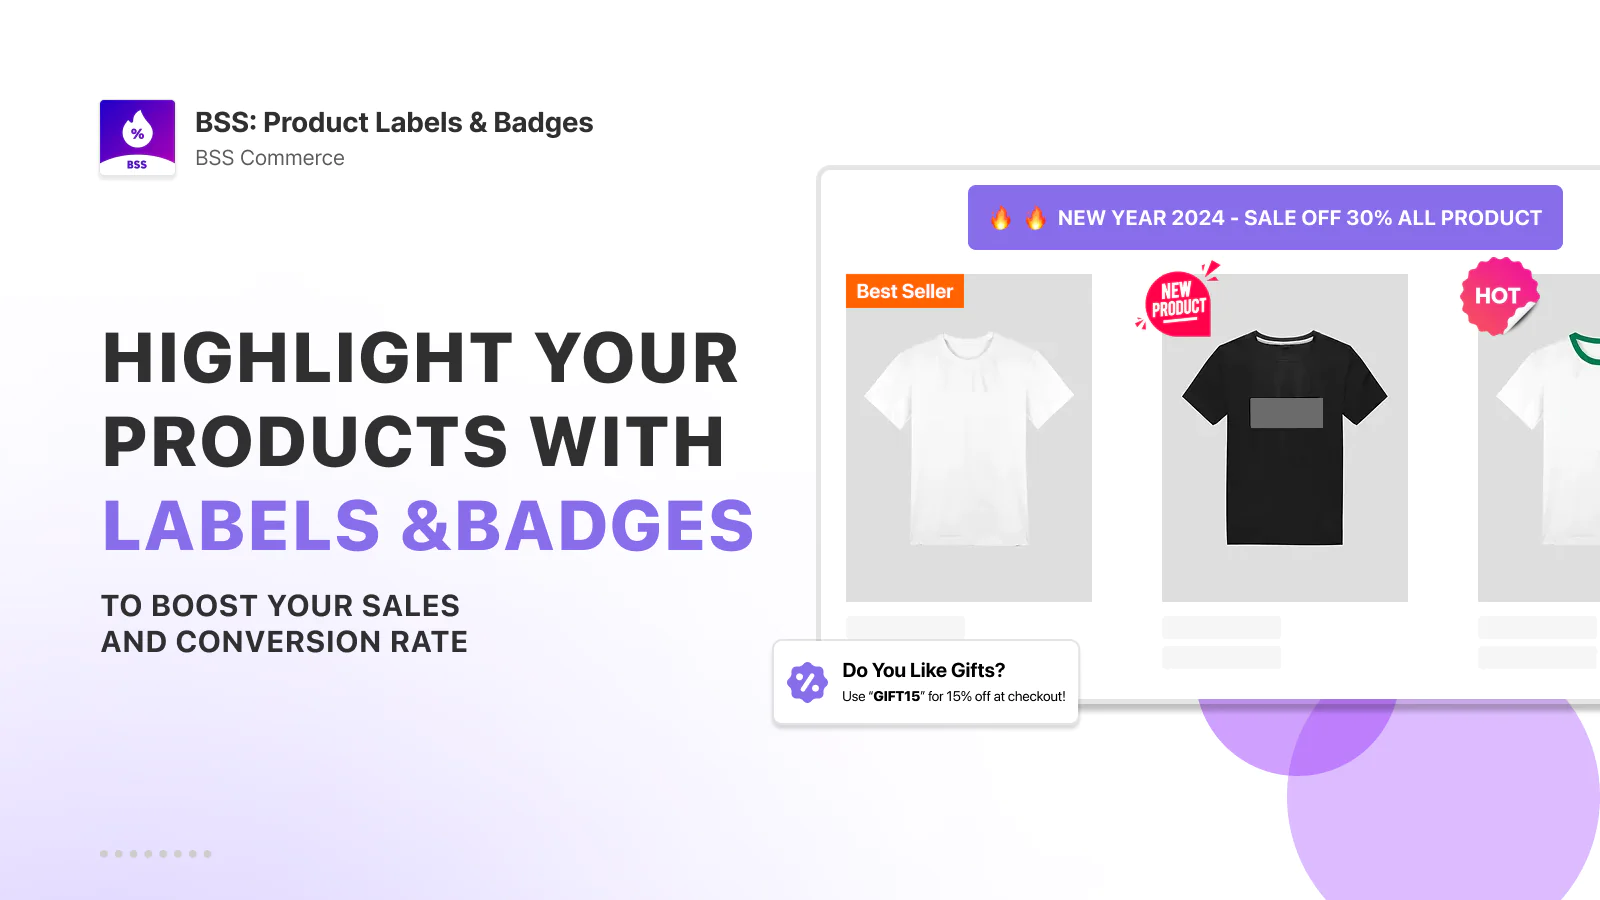 %
BSS
BSS: Product Labels & Badges
BSS Commerce
HIGHLIGHT YOUR
PRODUCTS WITH
LABELS &BADGES
TO BOOST YOUR SALES
AND CONVERSION RATE
🔥 🔥 NEW YEAR 2024 - SALE OFF 30% ALL PRODUCT
Best Seller
NEW
PRODUCT
HOT
Do You Like Gifts?
Use “GIFT15” for 15% off at checkout!